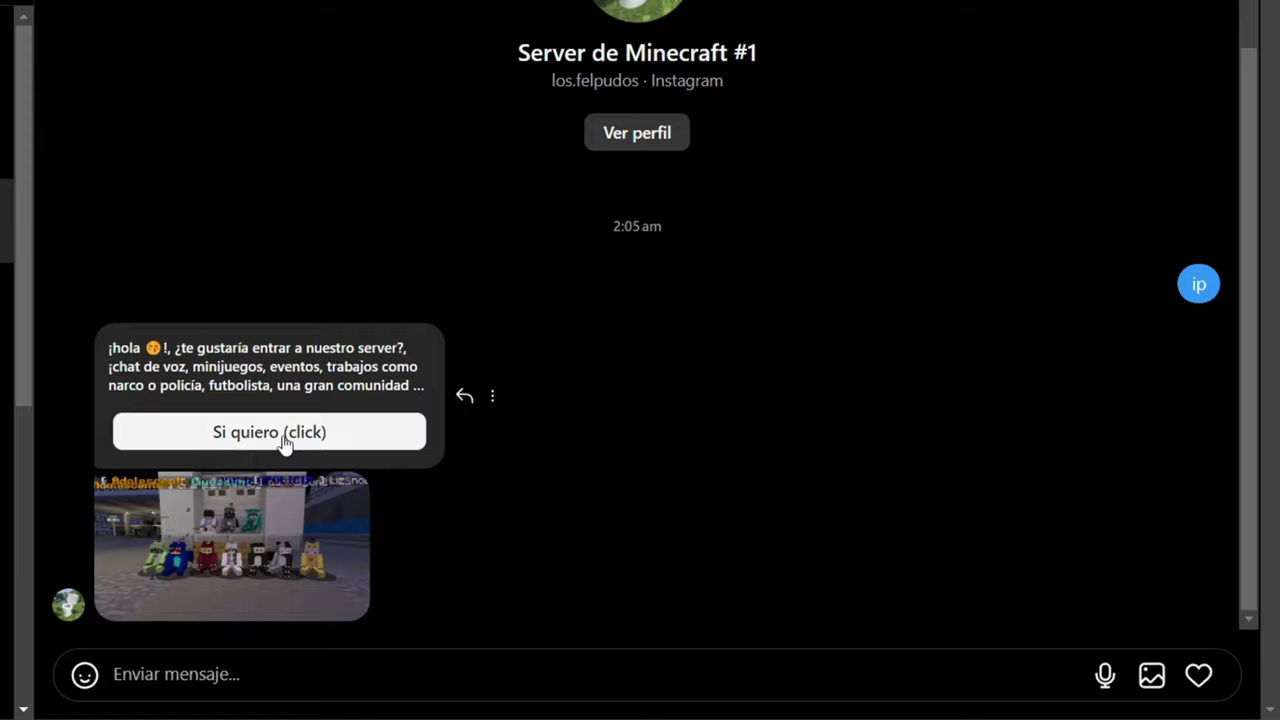 Server de Minecraft #1
los.felpudos · Instagram
Ver perfil
2:05 am
ip
¡hola 😚!, ¿te gustaría entrar a nuestro server?,
¡chat de voz, minijuegos, eventos, trabajos como
narco o policía, futbolista, una gran comunidad ...
Si quiero (click)
Enviar mensaje...